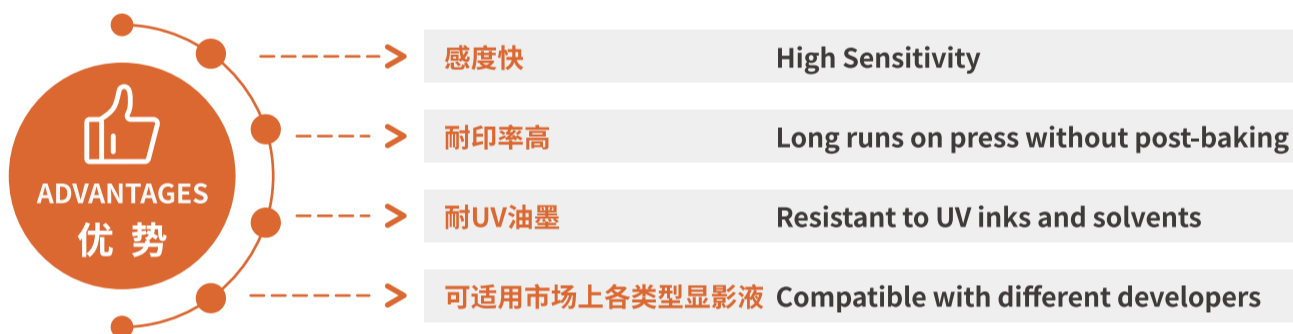 ADVANTAGES
优势
感度快 High Sensitivity
耐印率高 Long runs on press without post-baking
耐UV油墨 Resistant to UV inks and solvents
可适用市场上各类型显影液 Compatible with different developers